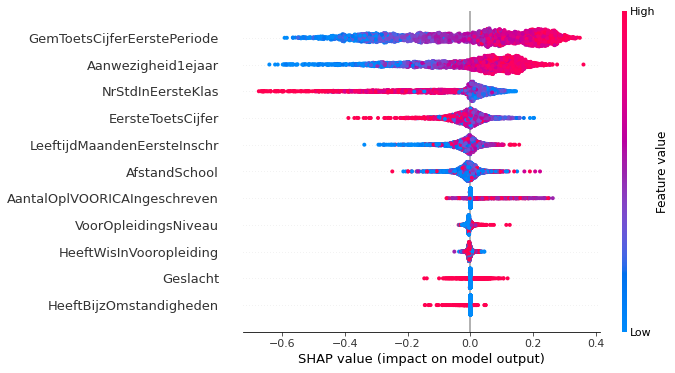 High
GemToetsCijferEerstePeriode
Aanwezigheid1ejaar
NrStdInEersteKlas
EersteToetsCijfer
LeeftijdMaandenEersteInschr
AfstandSchool
AantalOplVOORICAIngeschreven
VoorOpleidingsNiveau
HeeftWisInVooropleiding
Geslacht
HeeftBijzOmstandigheden
Feature value
Low
−0.6 −0.4 −0.2 0.0 0.2 0.4
SHAP value (impact on model output)